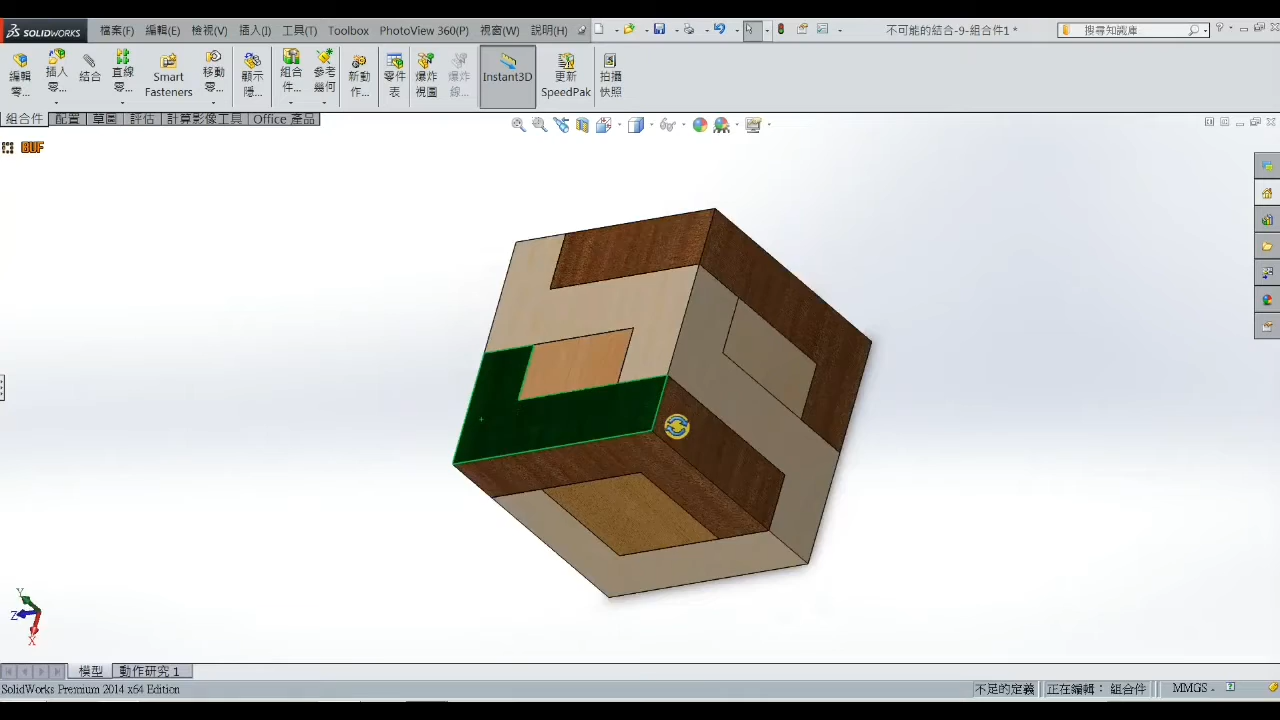 SOLIDWORKS 檔案(F) 編輯(E) 檢視(V) 插入(I) 工具(T) Toolbox PhotoView 360(P) 視窗(W) 說明(H) 不可能的結合-9-組合件1 * 搜尋知識庫
編輯零... 插入零... 結合 直線零... Smart Fasteners 移動零... 顯示隱... 組合件... 參考幾何 新動作... 零件表 爆炸視圖 爆炸線... Instant3D 更新 SpeedPak 拍攝快照
組合件 配置 草圖 評估 計算影像工具 Office 產品
BUF
Y
Z
X
模型 動作研究 1
SolidWorks Premium 2014 x64 Edition 不足的定義 正在編輯： 組合件 MMGS